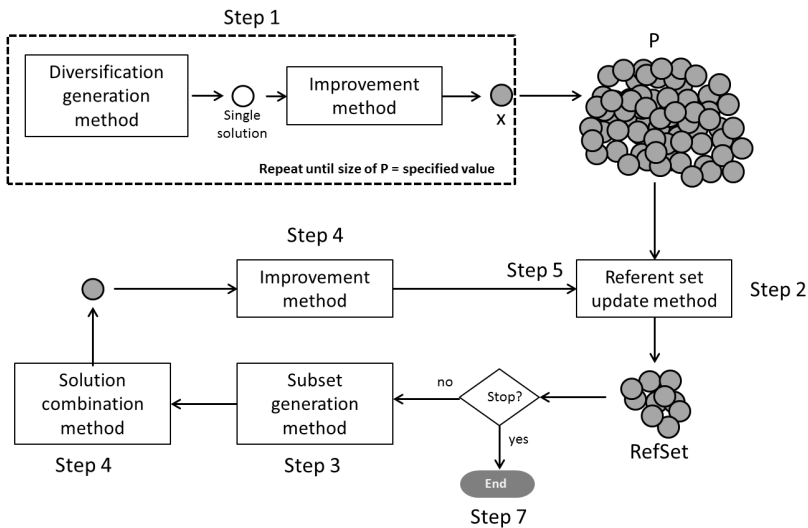 Step 1
Diversification
generation
method
Single
solution
Improvement
method
x
Repeat until size of P = specified value
P
Step 4
Improvement
method
Step 5
Referent set
update method
Step 2
Solution
combination
method
Step 4
Subset
generation
method
Step 3
no
Stop?
yes
End
Step 7
RefSet